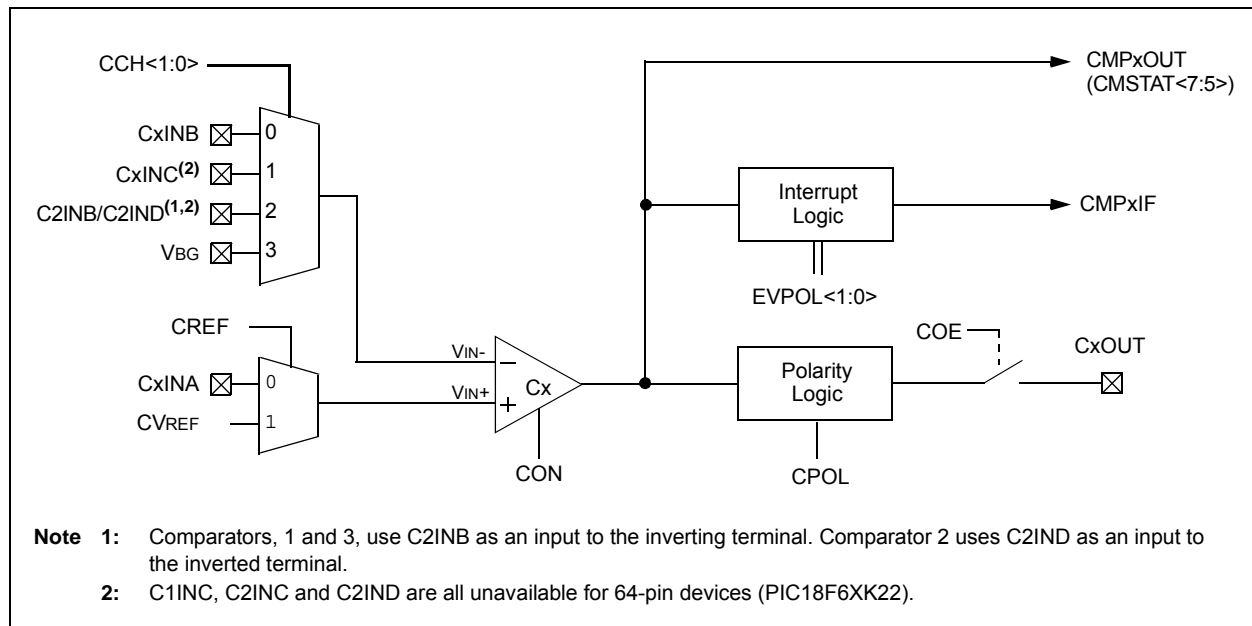 CCH<1:0>
CxINB
0
CxINC(2)
1
C2INB/C2IND(1,2)
2
VBG
3
CREF
CxINA
0
CVREF
1
VIN-
VIN+
–
+
Cx
CON
CMPxOUT
(CMSTAT<7:5>)
Interrupt
Logic
CMPxIF
EVPOL<1:0>
COE
CxOUT
Polarity
Logic
CPOL
Note 1: Comparators, 1 and 3, use C2INB as an input to the inverting terminal. Comparator 2 uses C2IND as an input to
the inverted terminal.
2: C1INC, C2INC and C2IND are all unavailable for 64-pin devices (PIC18F6XK22).